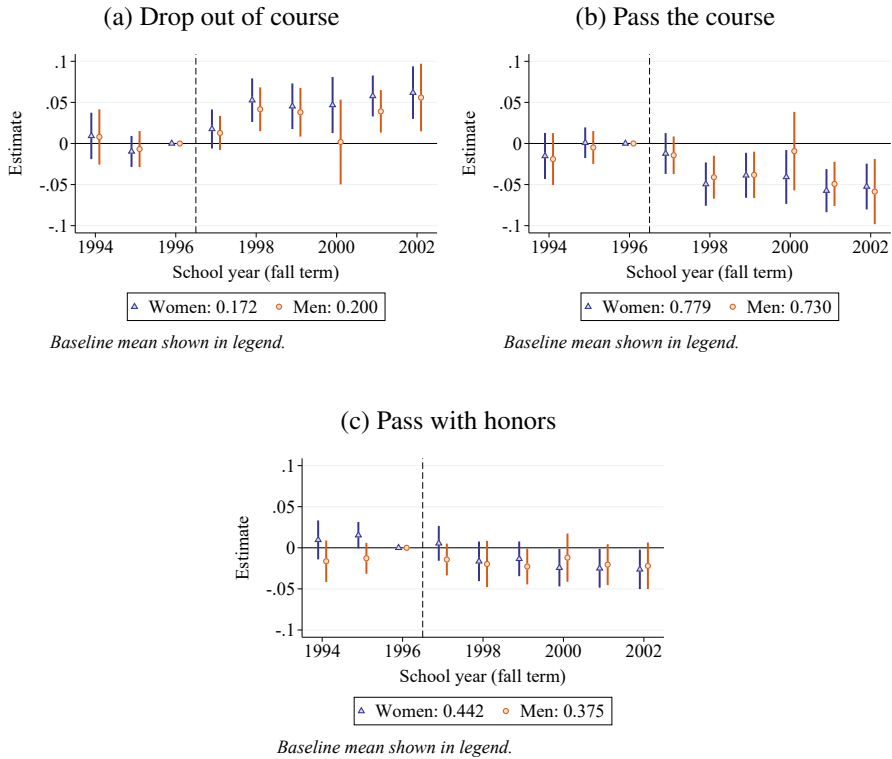 (a) Drop out of course
.1
.05
0
-.05
-.1
Estimate
1994 1996 1998 2000 2002
School year (fall term)
Women: 0.172 Men: 0.200
Baseline mean shown in legend.
(b) Pass the course
.1
.05
0
-.05
-.1
Estimate
1994 1996 1998 2000 2002
School year (fall term)
Women: 0.779 Men: 0.730
Baseline mean shown in legend.
(c) Pass with honors
.1
.05
0
-.05
-.1
Estimate
1994 1996 1998 2000 2002
School year (fall term)
Women: 0.442 Men: 0.375
Baseline mean shown in legend.